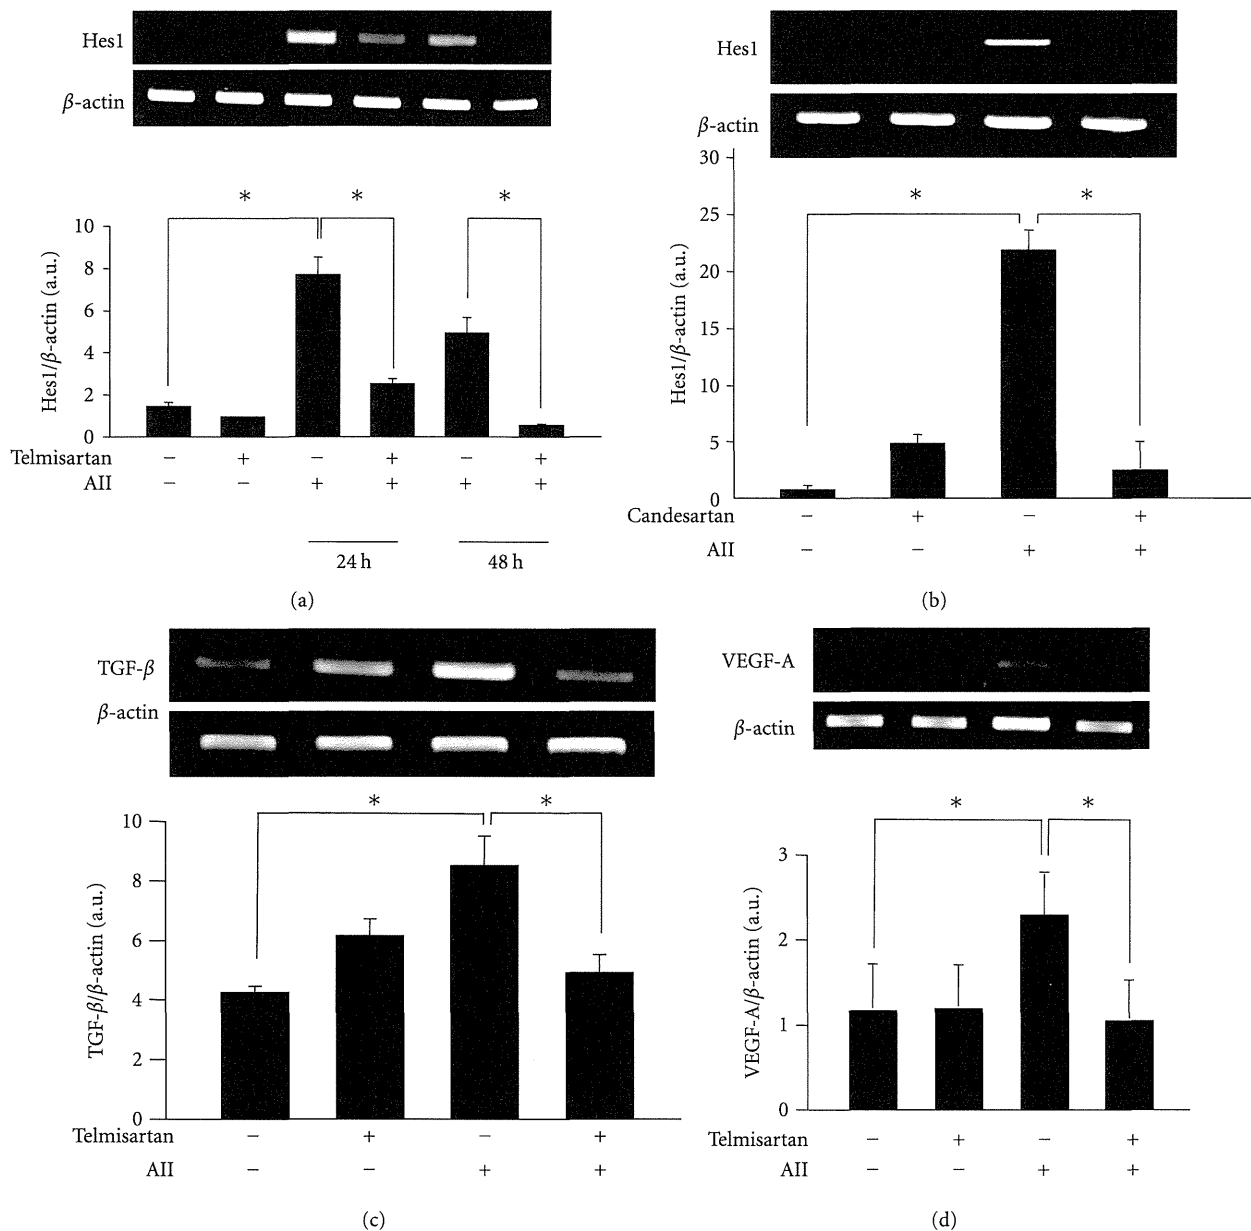 Hes1
β-actin
* * *
10
8
6
4
2
0
Hes1/β-actin (a.u.)
Telmisartan − + − + − +
AII − − + + + +
24 h 48 h
(a)
Hes1
β-actin
30
25
20
15
10
5
0
* *
Hes1/β-actin (a.u.)
Candesartan − + − +
AII − − + +
(b)
TGF-β
β-actin
* *
10
8
6
4
2
0
TGF-β/β-actin (a.u.)
Telmisartan − + − +
AII − − + +
(c)
VEGF-A
β-actin
* *
3
2
1
0
VEGF-A/β-actin (a.u.)
Telmisartan − + − +
AII − − + +
(d)